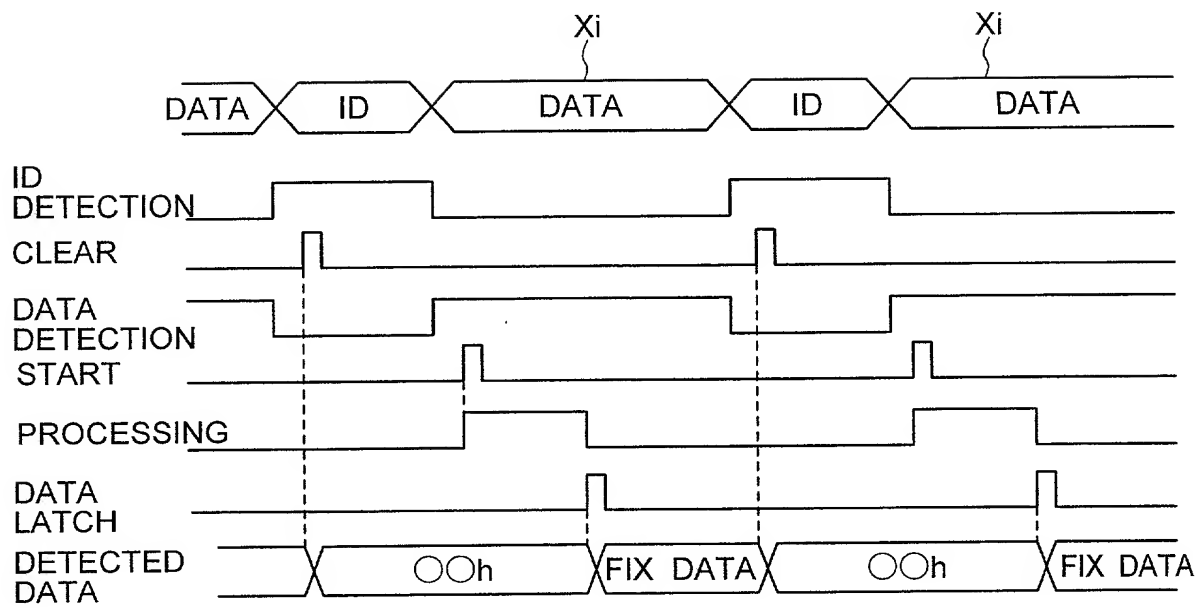 Xi Xi
DATA ID DATA ID DATA
ID
DETECTION
CLEAR
DATA
DETECTION
START
PROCESSING
DATA
LATCH
DETECTED
DATA
○○h FIX DATA ○○h FIX DATA